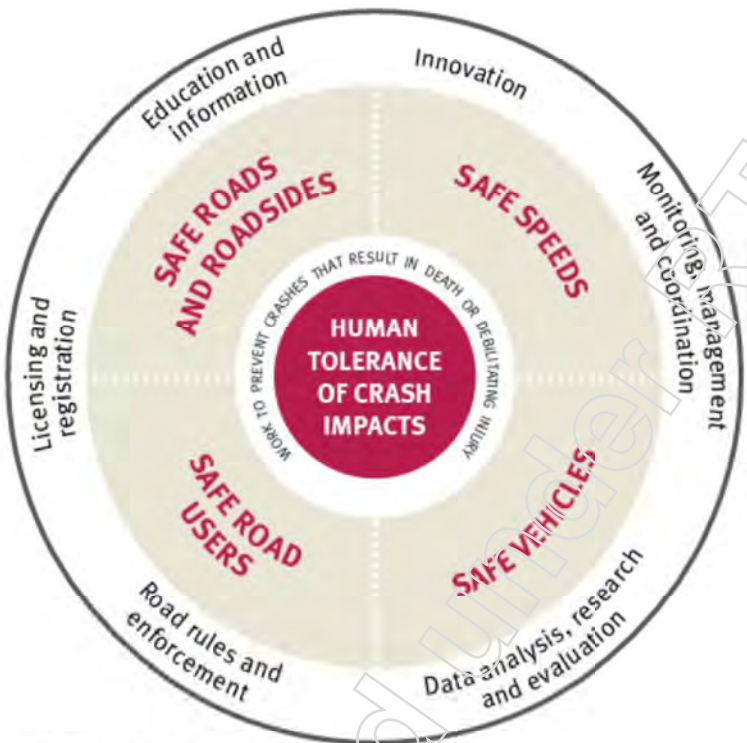 Education and
information
Innovation
Monitoring, management
and coordination
Data analysis, research
and evaluation
Road rules and
enforcement
Licensing and
registration
SAFE ROADS
AND ROADSIDES
SAFE SPEEDS
SAFE VEHICLES
SAFE ROAD
USERS
WORK TO PREVENT CRASHES THAT RESULT IN DEATH OR DEBILITATING INJURY
HUMAN
TOLERANCE
OF CRASH
IMPACTS
d under RT